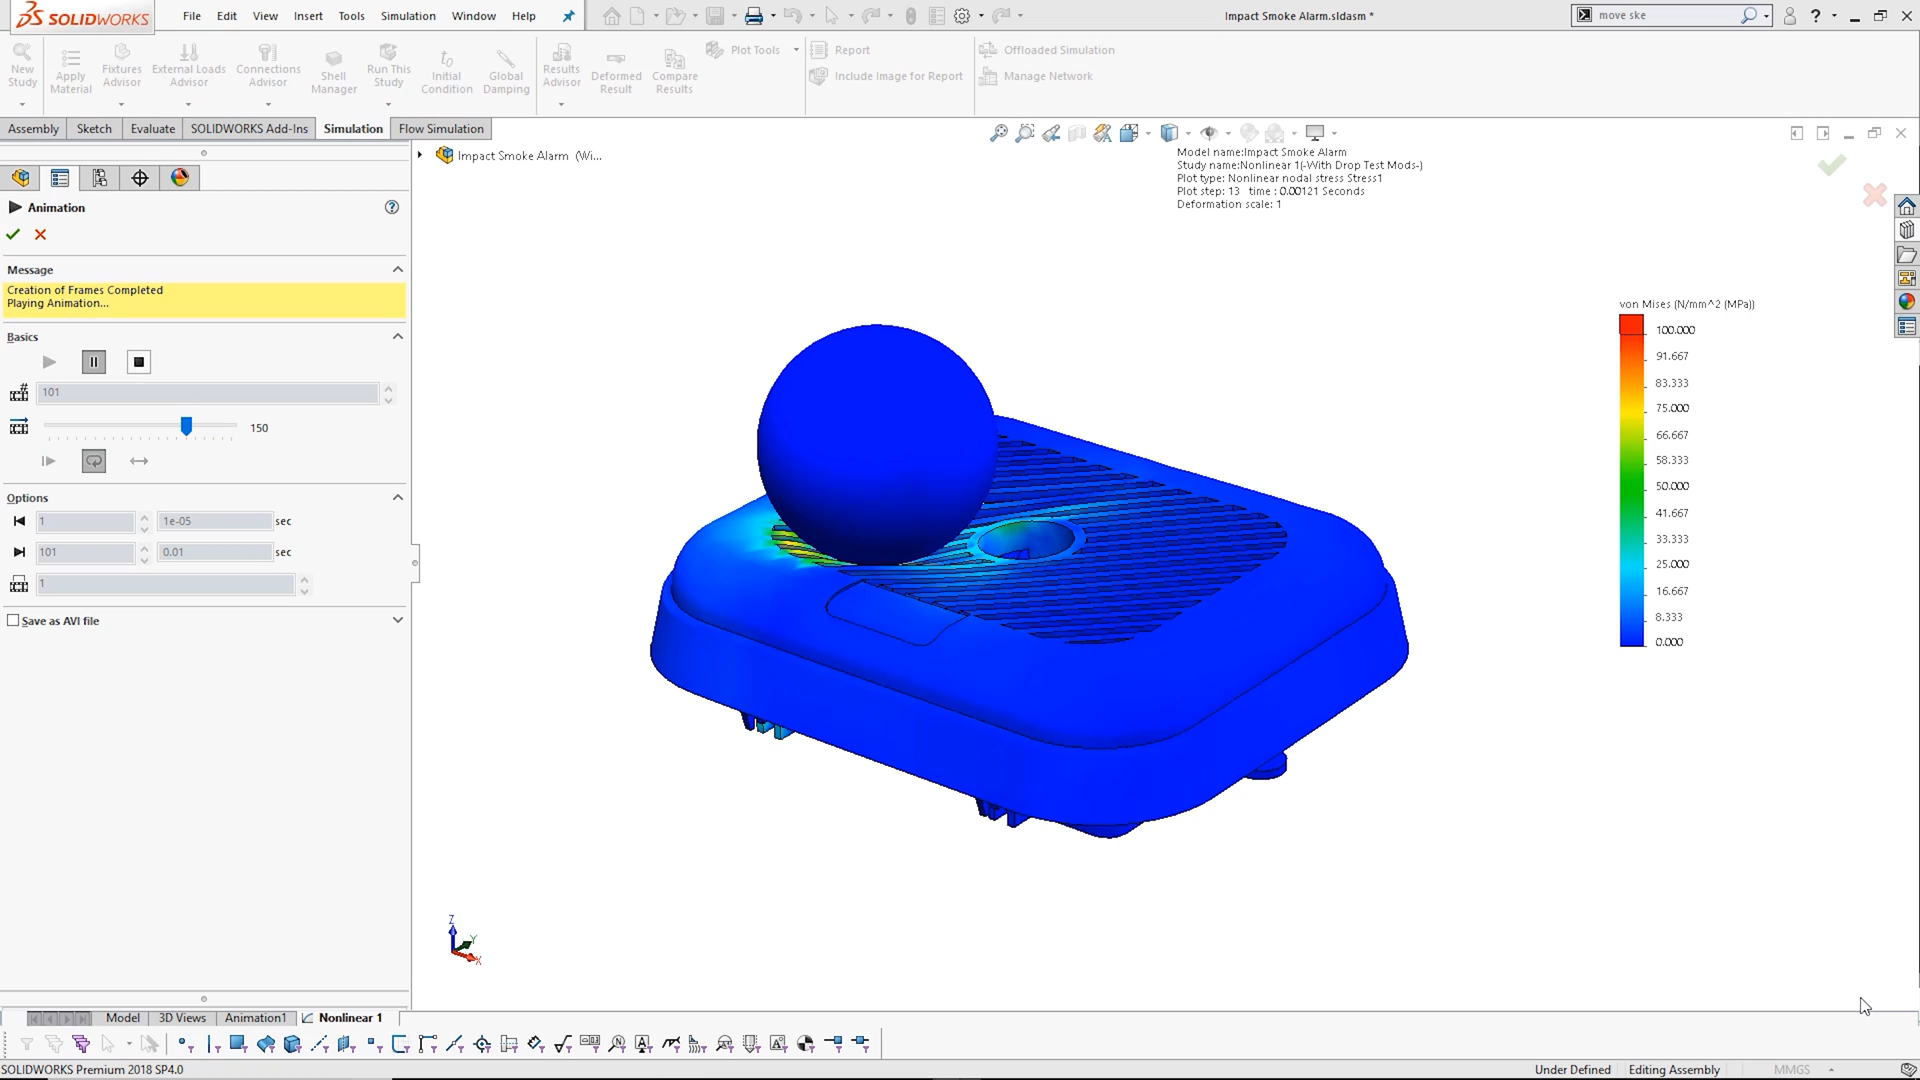 SOLIDWORKS File Edit View Insert Tools Simulation Window Help Impact Smoke Alarm.sldasm * move ske
New Study
Apply Material
Fixtures Advisor
External Loads Advisor
Connections Advisor
Shell Manager
Run This Study
Initial Condition
Global Damping
Results Advisor
Deformed Result
Compare Results
Plot Tools
Report
Include Image for Report
Offloaded Simulation
Manage Network
Assembly Sketch Evaluate SOLIDWORKS Add-Ins Simulation Flow Simulation
Impact Smoke Alarm (Wi...
Model name:Impact Smoke Alarm
Study name:Nonlinear 1(-With Drop Test Mods-)
Plot type: Nonlinear nodal stress Stress1
Plot step: 13 time : 0.00121 Seconds
Deformation scale: 1
Animation
Message
Creation of Frames Completed
Playing Animation...
Basics
101
150
Options
1 1e-05 sec
101 0.01 sec
1
Save as AVI file
von Mises (N/mm^2 (MPa))
100.000
91.667
83.333
75.000
66.667
58.333
50.000
41.667
33.333
25.000
16.667
8.333
0.000
Z
Y
X
Model 3D Views Animation1 Nonlinear 1
SOLIDWORKS Premium 2018 SP4.0 Under Defined Editing Assembly MMGS